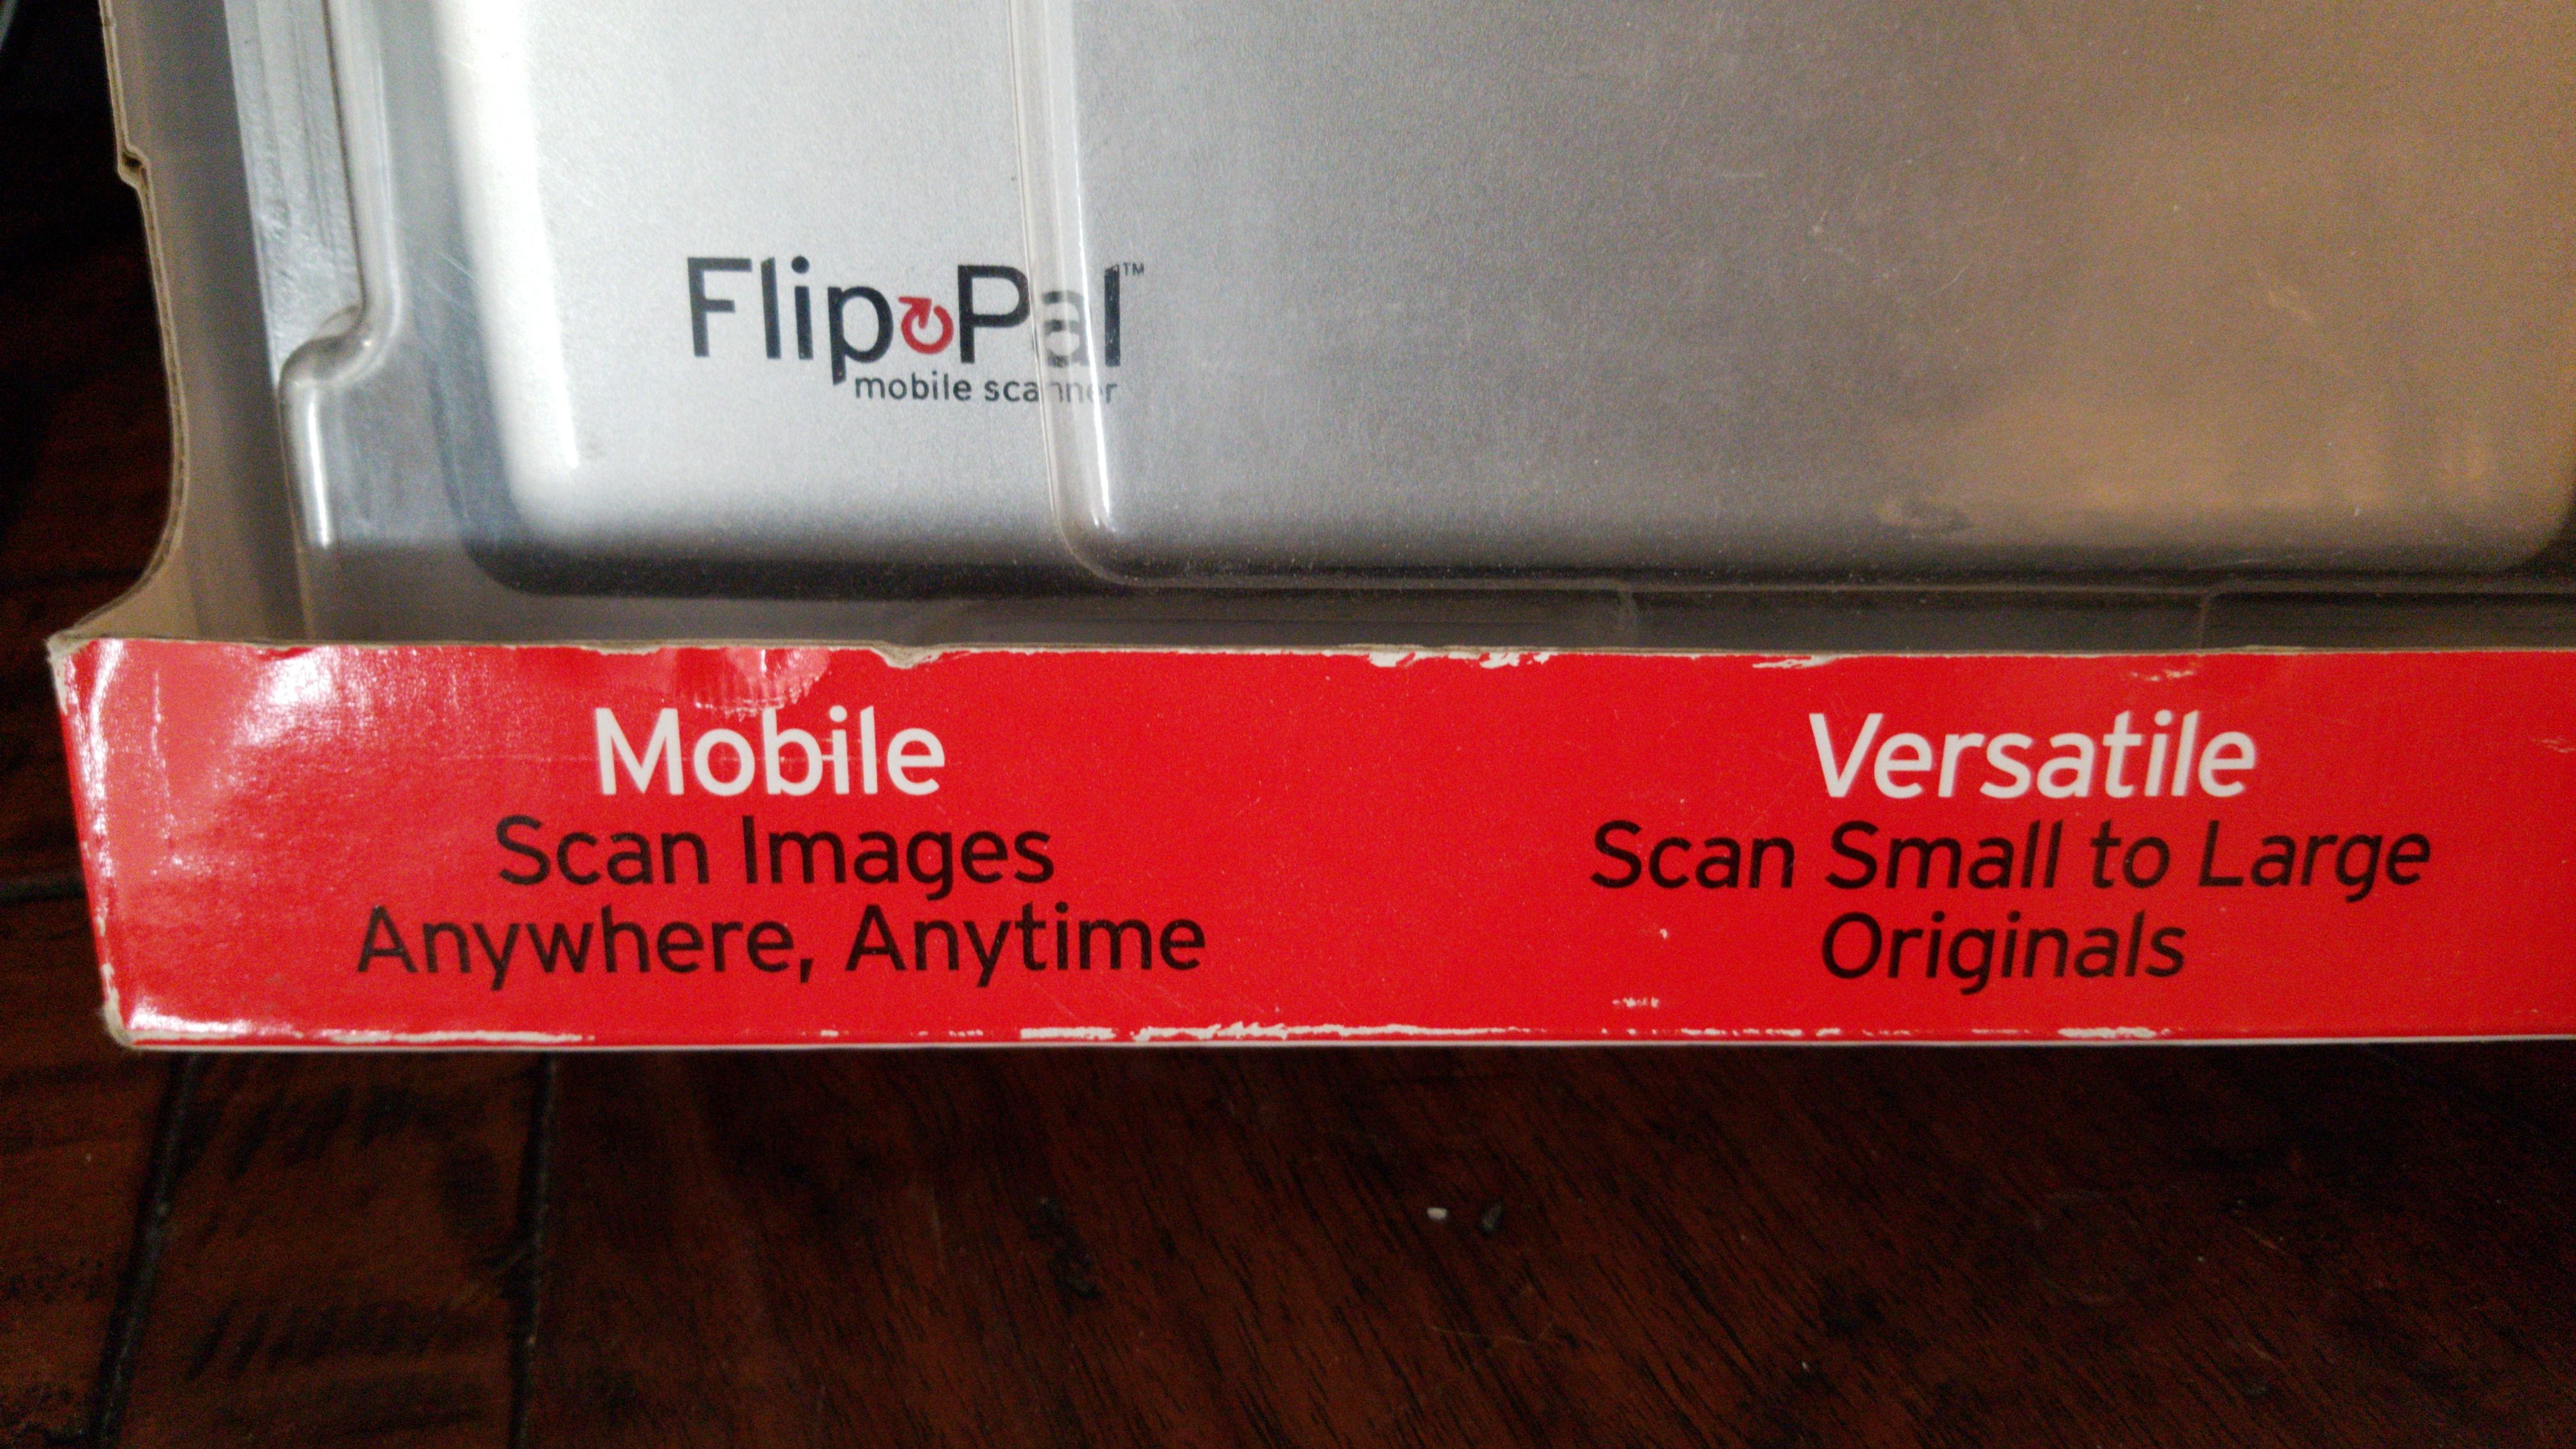 Flip Pal™
mobile scanner
Mobile
Scan Images
Anywhere, Anytime
Versatile
Scan Small to Large
Originals